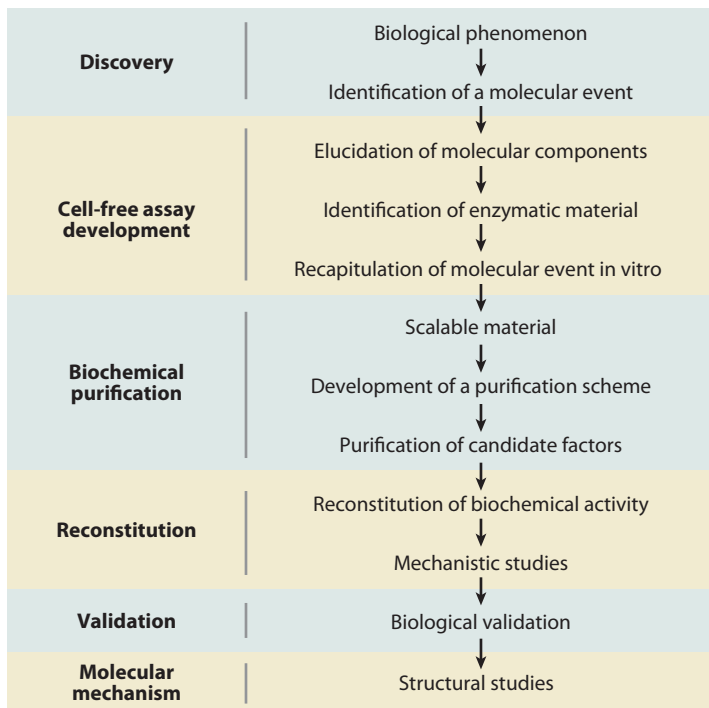 Discovery
Biological phenomenon
Identification of a molecular event
Cell-free assay
development
Elucidation of molecular components
Identification of enzymatic material
Recapitulation of molecular event in vitro
Biochemical
purification
Scalable material
Development of a purification scheme
Purification of candidate factors
Reconstitution
Reconstitution of biochemical activity
Mechanistic studies
Validation
Biological validation
Molecular
mechanism
Structural studies